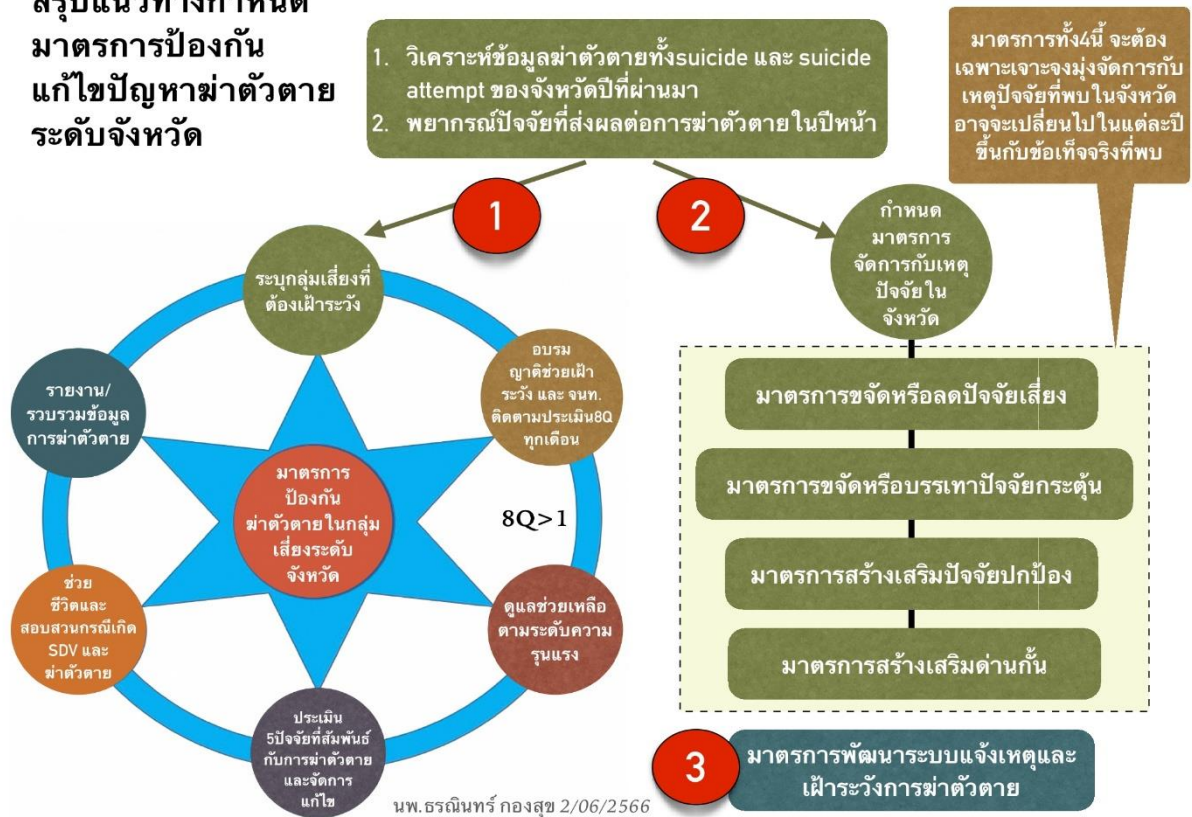 สรุปแนวทางกำหนด
มาตรการป้องกัน
แก้ไขปัญหาฆ่าตัวตาย
ระดับจังหวัด
1. วิเคราะห์ข้อมูลฆ่าตัวตายทั้งsuicide และ suicide
attempt ของจังหวัดปีที่ผ่านมา
2. พยากรณ์ปัจจัยที่ส่งผลต่อการฆ่าตัวตายในปีหน้า
มาตรการทั้ง4นี้ จะต้อง
เฉพาะเจาะจงมุ่งจัดการกับ
เหตุปัจจัยที่พบในจังหวัด
อาจจะเปลี่ยนไปในแต่ละปี
ขึ้นกับข้อเท็จจริงที่พบ
1
2
ระบุกลุ่มเสี่ยงที่
ต้องเฝ้าระวัง
อบรม
ญาติช่วยเฝ้า
ระวัง และ จนท.
ติดตามประเมิน8Q
ทุกเดือน
8Q>1
ดูแลช่วยเหลือ
ตามระดับความ
รุนแรง
ประเมิน
5ปัจจัยที่สัมพันธ์
กับการฆ่าตัวตาย
และจัดการ
แก้ไข
ช่วย
ชีวิตและ
สอบสวนกรณีเกิด
SDV และ
ฆ่าตัวตาย
รายงาน/
รวบรวมข้อมูล
การฆ่าตัวตาย
มาตรการ
ป้องกัน
ฆ่าตัวตายในกลุ่ม
เสี่ยงระดับ
จังหวัด
กำหนด
มาตรการ
จัดการกับเหตุ
ปัจจัยใน
จังหวัด
มาตรการขจัดหรือลดปัจจัยเสี่ยง
มาตรการขจัดหรือบรรเทาปัจจัยกระตุ้น
มาตรการสร้างเสริมปัจจัยปกป้อง
มาตรการสร้างเสริมด่านกั้น
3
มาตรการพัฒนาระบบแจ้งเหตุและ
เฝ้าระวังการฆ่าตัวตาย
นพ.ธรณินทร์ กองสุข 2/06/2566